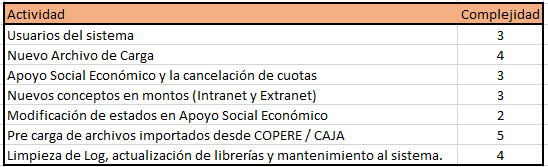 Actividad Complejidad
Usuarios del sistema 3
Nuevo Archivo de Carga 4
Apoyo Social Económico y la cancelación de cuotas 3
Nuevos conceptos en montos (Intranet y Extranet) 3
Modificación de estados en Apoyo Social Económico 2
Pre carga de archivos importados desde COPERE / CAJA 5
Limpieza de Log, actualización de librerías y mantenimiento al sistema. 4